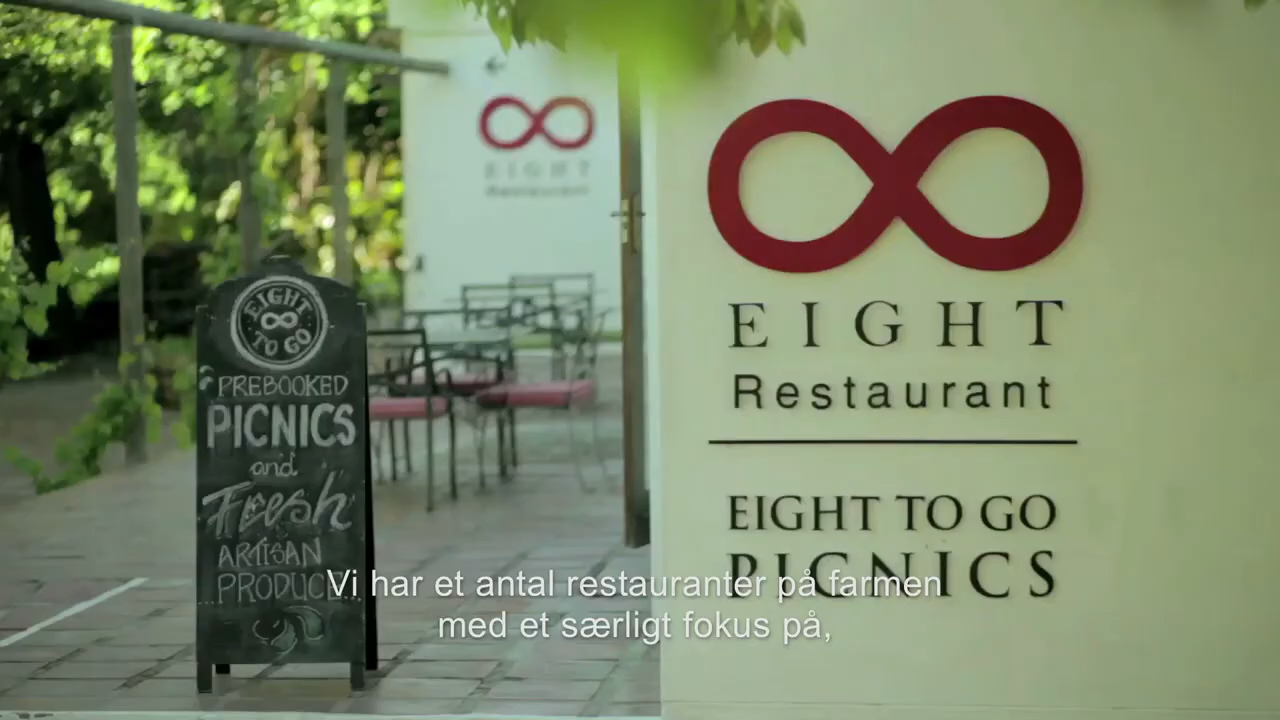 EIGHT
Restaurant
EIGHT
TO GO
PREBOOKED
PICNICS
and
Fresh
ARTISAN
EIGHT
Restaurant
EIGHT TO GO
PICNICS
Vi har et antal restauranter på farmen
med et særligt fokus på,